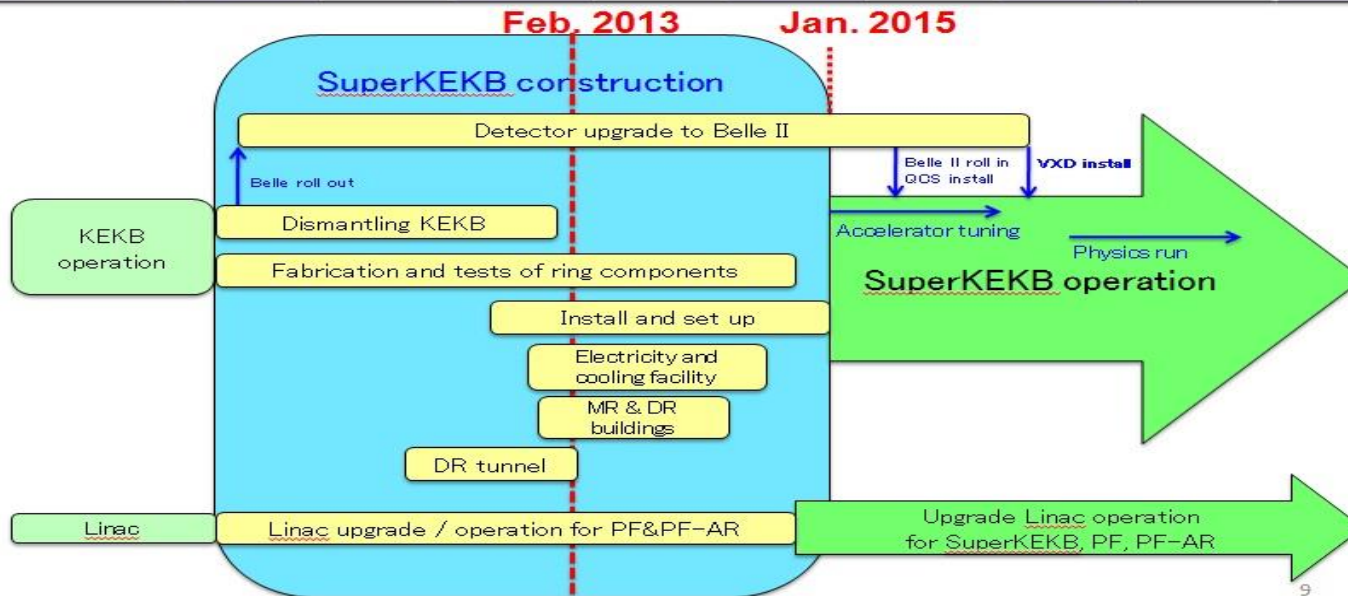 Feb. 2013
Jan. 2015
SuperKEKB construction
Detector upgrade to Belle II
Belle roll out
Belle II roll in
QCS install
VXD install
KEKB
operation
Dismantling KEKB
Accelerator tuning
Physics run
Fabrication and tests of ring components
SuperKEKB operation
Install and set up
Electricity and
cooling facility
MR & DR
buildings
DR tunnel
Linac
Linac upgrade / operation for PF&PF-AR
Upgrade Linac operation
for SuperKEKB, PF, PF-AR
9